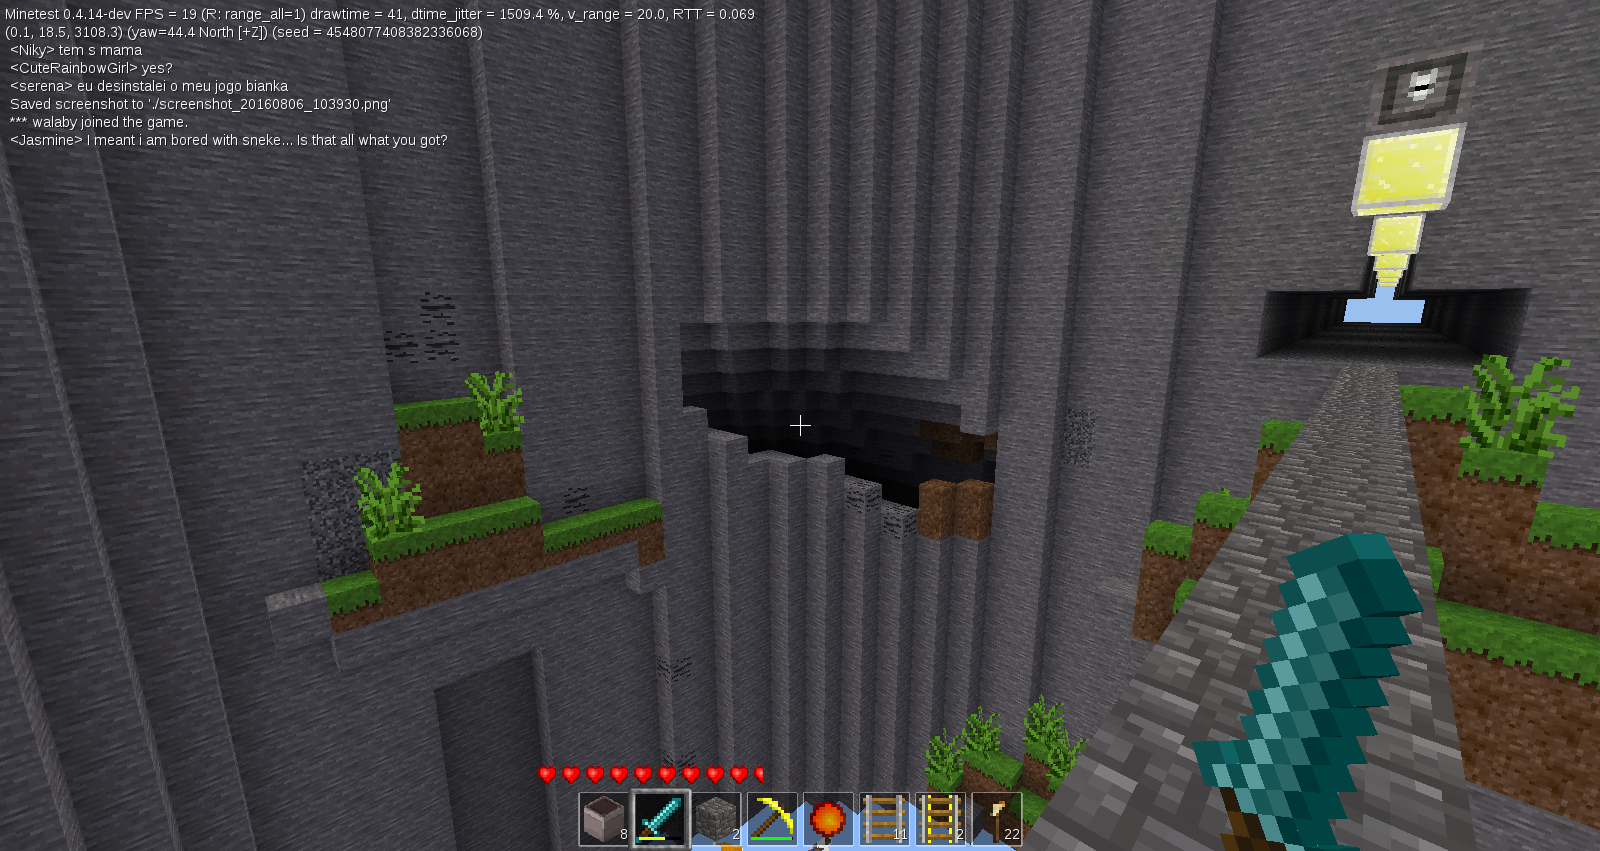 Minetest 0.4.14-dev FPS = 19 (R: range_all=1) drawtime = 41, dtime_jitter = 1509.4 %, v_range = 20.0, RTT = 0.069
(0.1, 18.5, 3108.3) (yaw=44.4 North [+Z]) (seed = 4548077408382336068)
<Niky> tem s mama
<CuteRainbowGirl> yes?
<serena> eu desinstalei o meu jogo bianka
Saved screenshot to './screenshot_20160806_103930.png'
*** walaby joined the game.
<Jasmine> I meant i am bored with sneke... Is that all what you got?
8 2 11 2 22